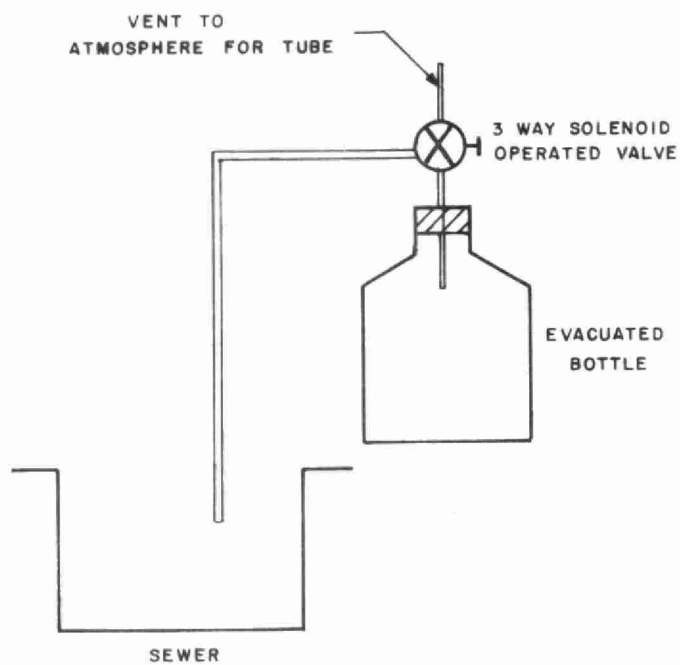 VENT TO
ATMOSPHERE FOR TUBE
3 WAY SOLENOID
OPERATED VALVE
EVACUATED
BOTTLE
SEWER